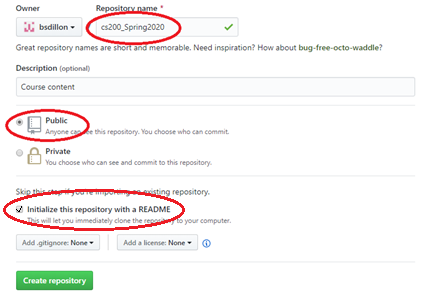 Owner Repository name *
bsdillon cs200_Spring2020
Great repository names are short and memorable. Need inspiration? How about bug-free-octo-waddle?
Description (optional)
Course content
Public
Anyone can see this repository. You choose who can commit.
Private
You choose who can see and commit to this repository.
Skip this step if you're importing an existing repository.
Initialize this repository with a README
This will let you immediately clone the repository to your computer.
Add .gitignore: None Add a license: None
Create repository